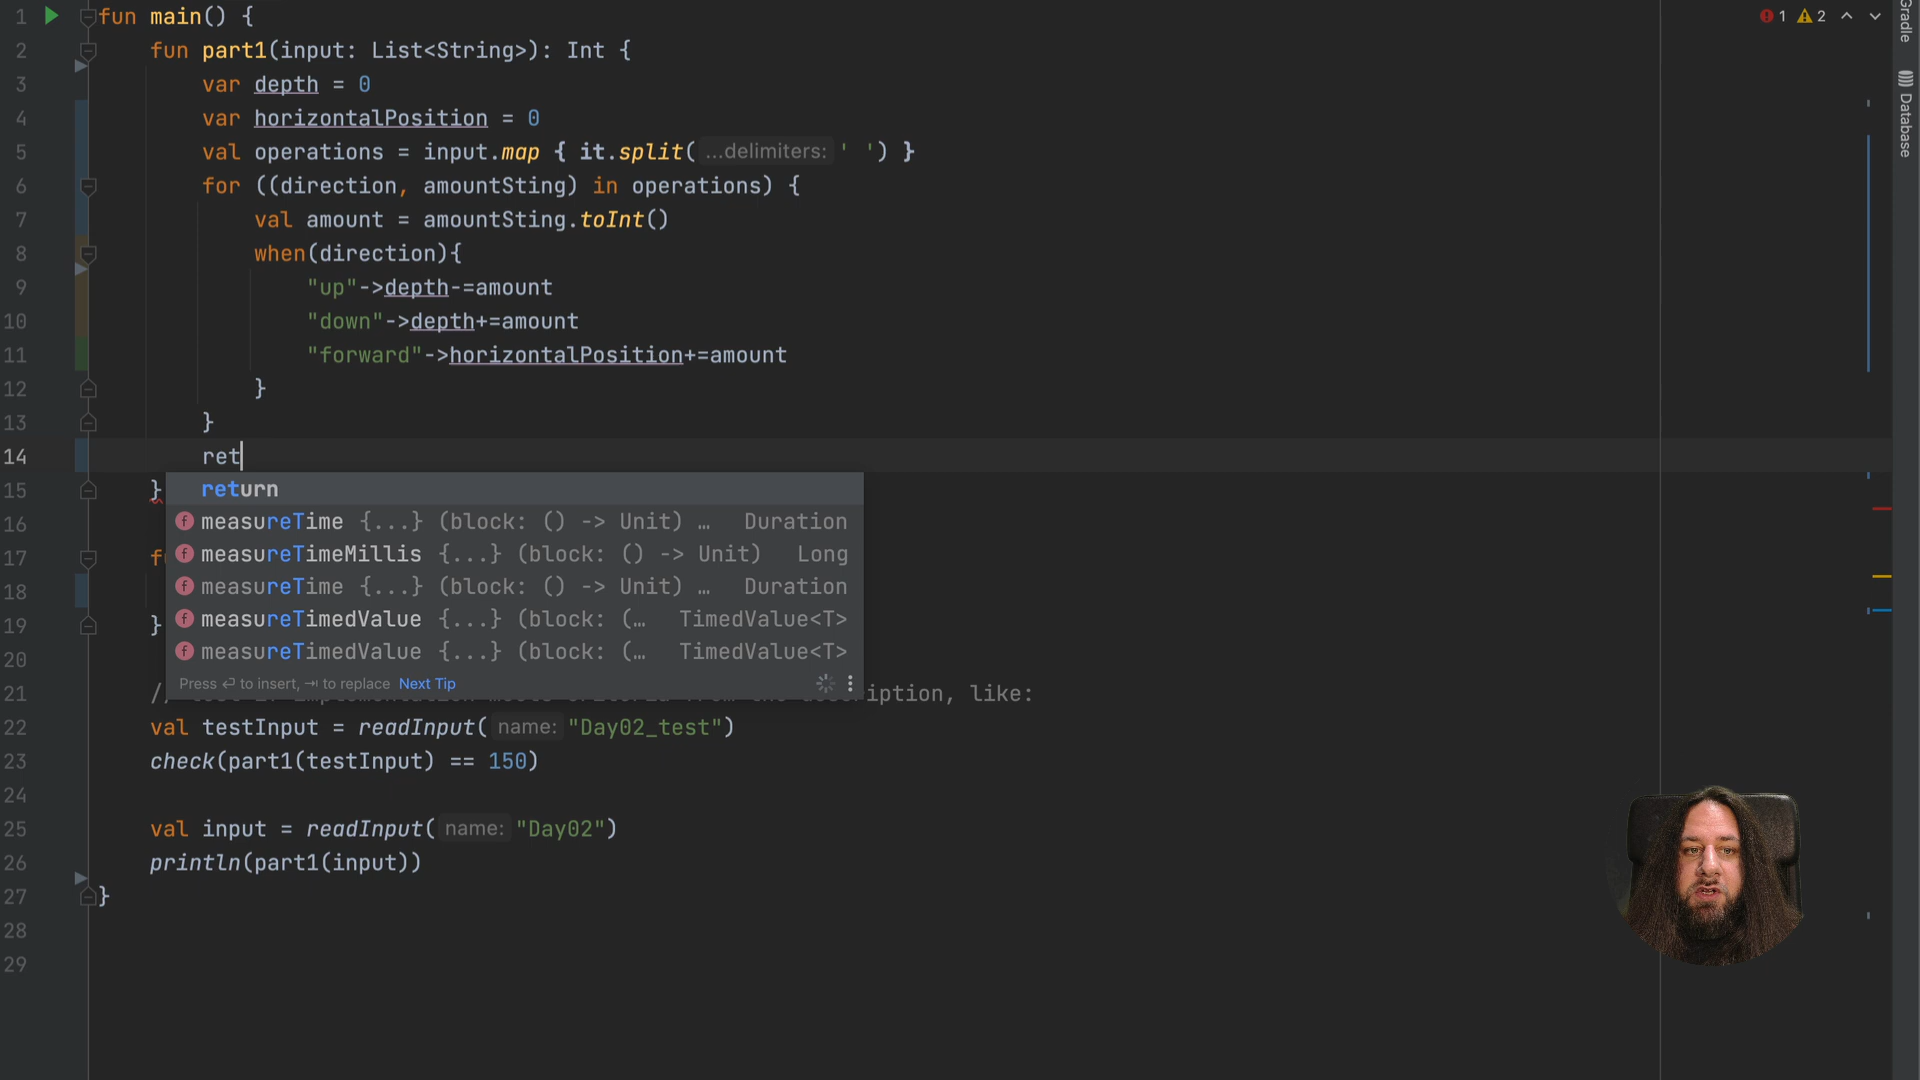 1 fun main() {
2 fun part1(input: List<String>): Int {
3 var depth = 0
4 var horizontalPosition = 0
5 val operations = input.map { it.split( ...delimiters: ' ') }
6 for ((direction, amountSting) in operations) {
7 val amount = amountSting.toInt()
8 when(direction){
9 "up"->depth-=amount
10 "down"->depth+=amount
11 "forward"->horizontalPosition+=amount
12 }
13 }
14 ret
15 }
return
16 measureTime {...} (block: () -> Unit) … Duration
17 measureTimeMillis {...} (block: () -> Unit) Long
18 measureTime {...} (block: () -> Unit) … Duration
19 } measureTimedValue {...} (block: (… TimedValue<T>
20 measureTimedValue {...} (block: (… TimedValue<T>
Press ↵ to insert, ⇥ to replace Next Tip
21 // like:
22 val testInput = readInput( name: "Day02_test")
23 check(part1(testInput) == 150)
24
25 val input = readInput( name: "Day02")
26 println(part1(input))
27 }
28
29
1 2
Gradle
Database